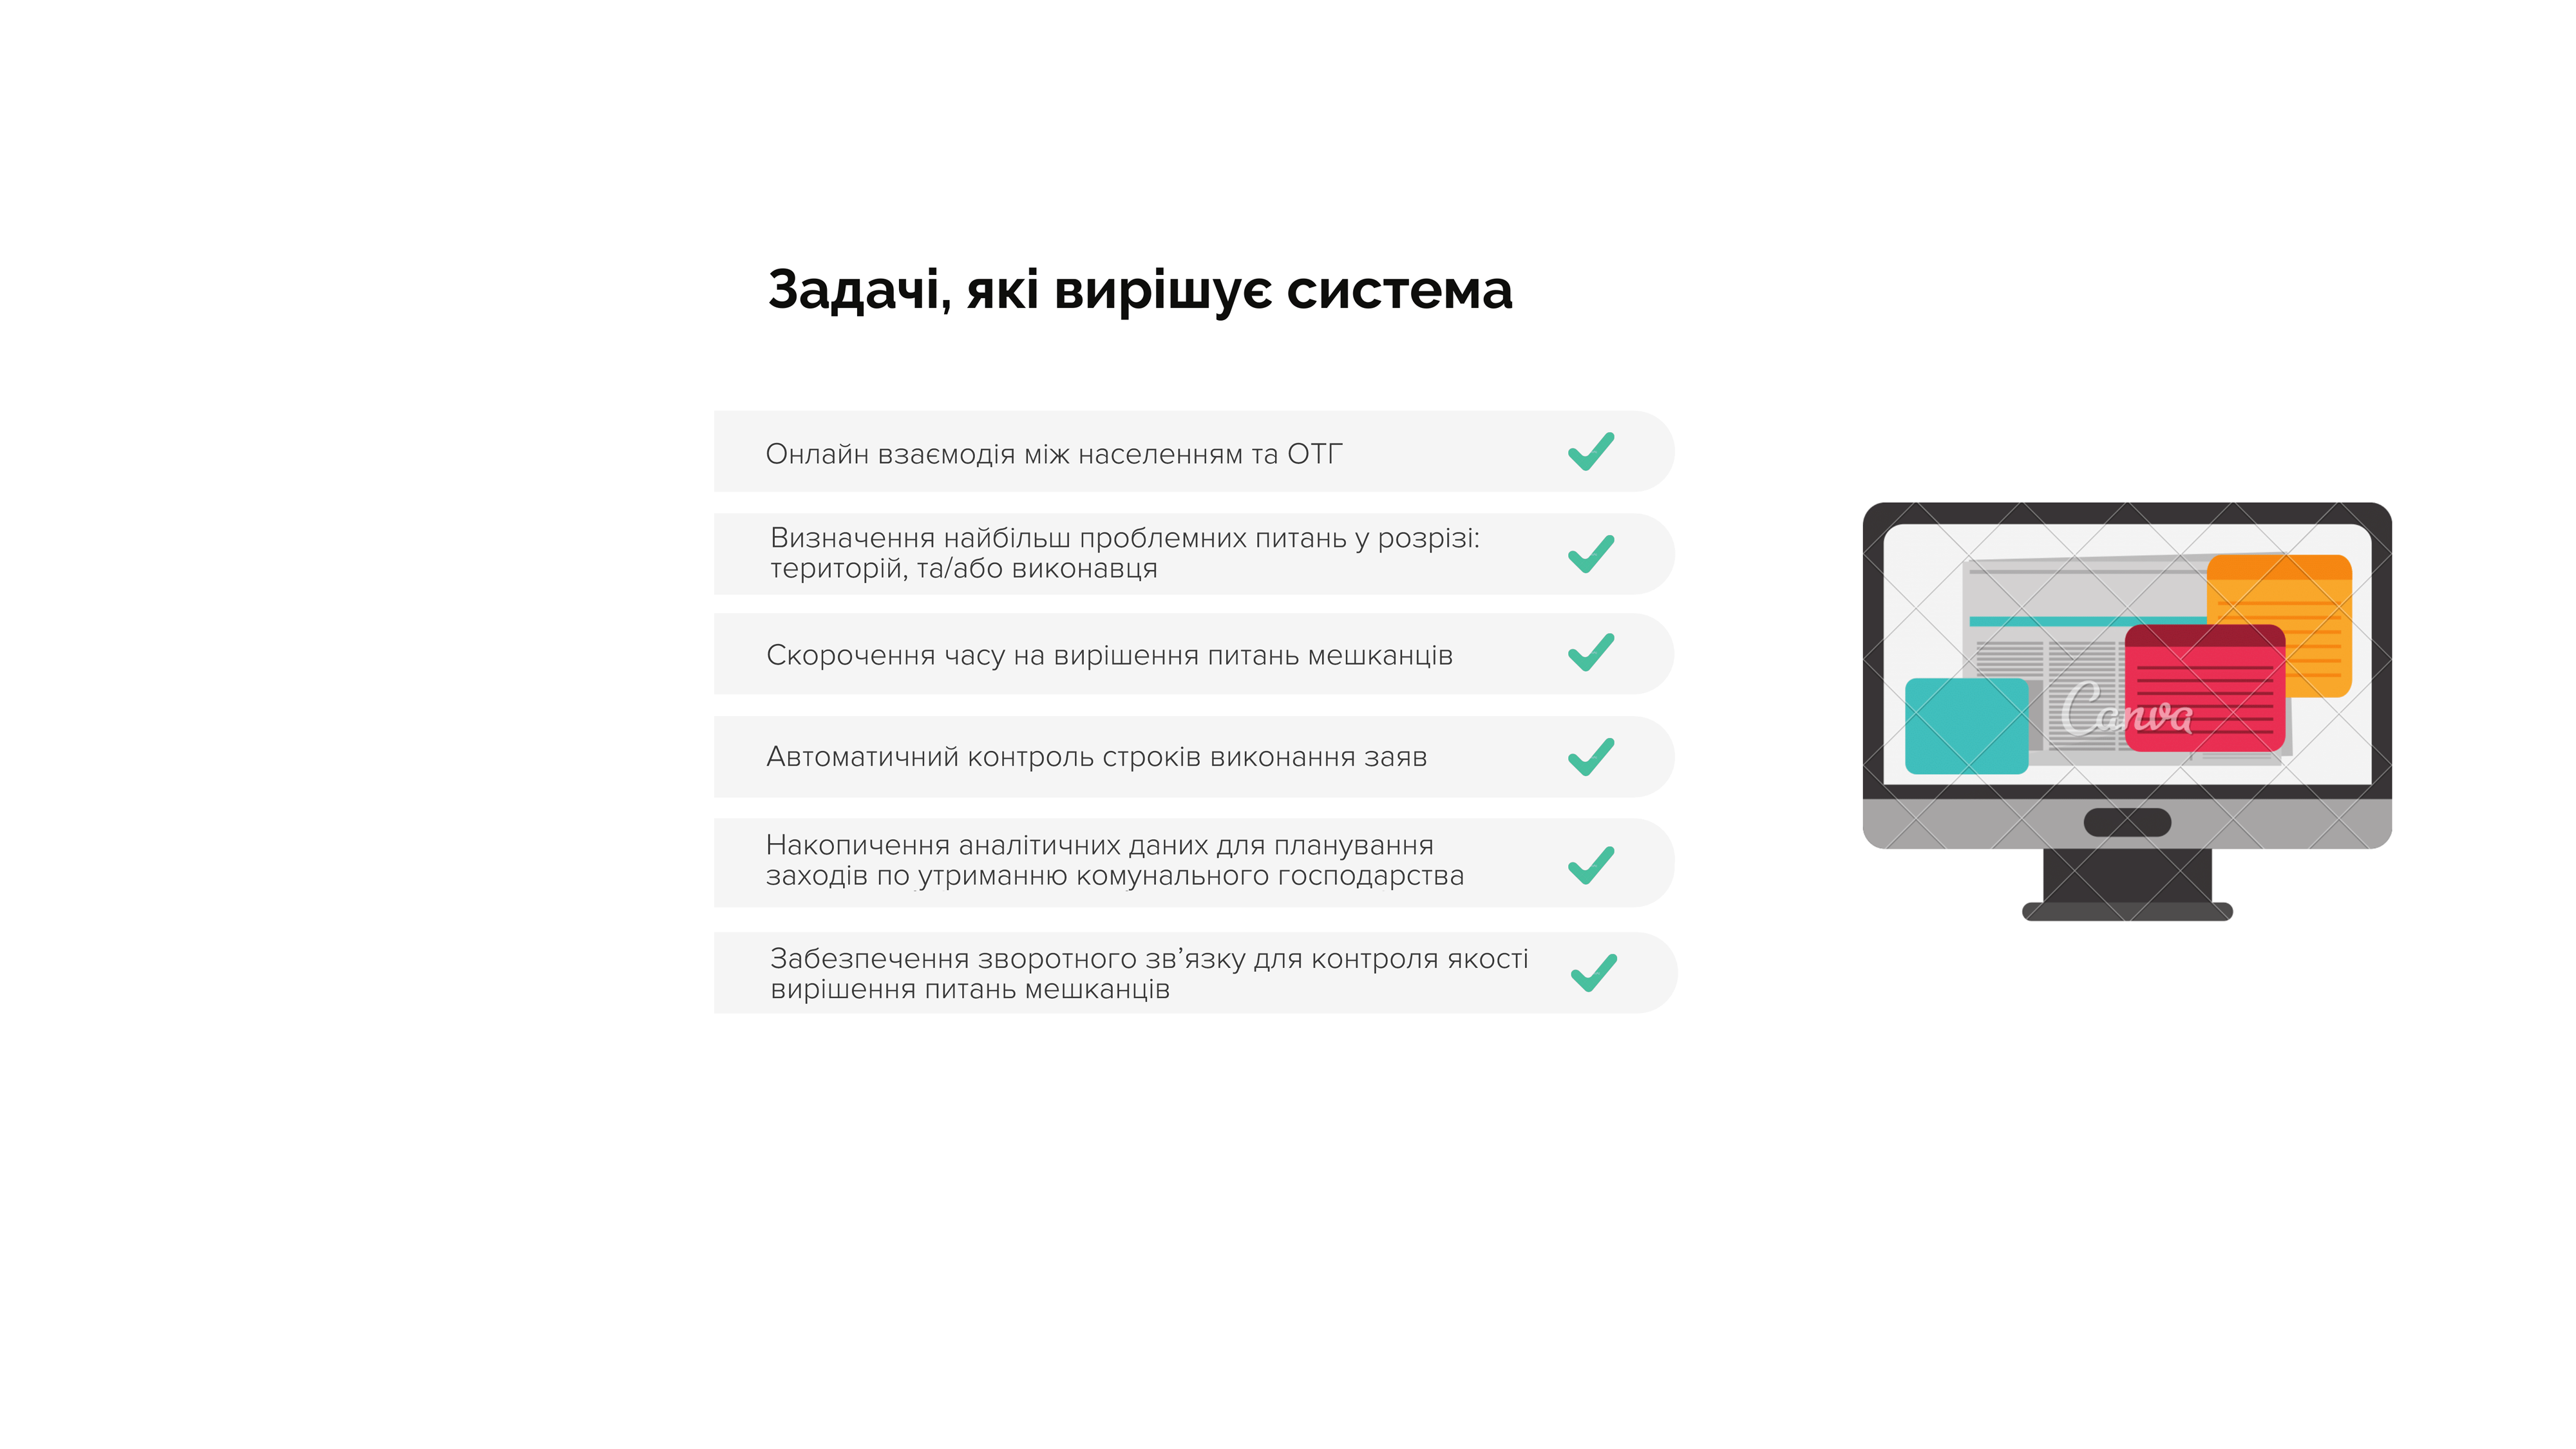 Задачі, які вирішує система
Онлайн взаємодія між населенням та ОТГ
Визначення найбільш проблемних питань у розрізі:
територій, та/або виконавця
Скорочення часу на вирішення питань мешканців
Автоматичний контроль строків виконання заяв
Накопичення аналітичних даних для планування
заходів по утриманню комунального господарства
Забезпечення зворотного зв’язку для контроля якості
вирішення питань мешканців
Canva